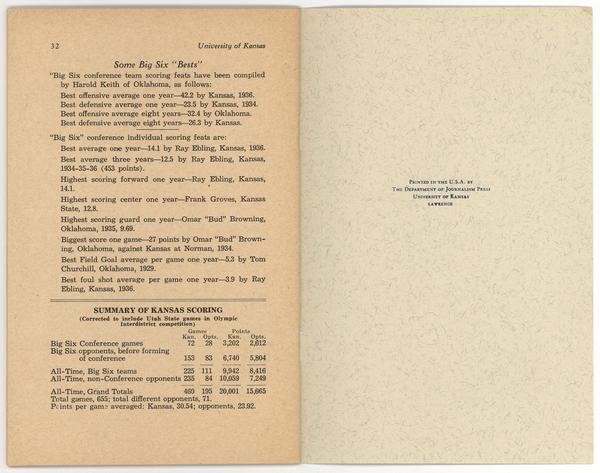 32 University of Kansas
Some Big Six "Bests"
"Big Six conference team scoring feats have been compiled
by Harold Keith of Oklahoma, as follows:
Best offensive average one year—42.2 by Kansas, 1936.
Best defensive average one year—23.5 by Kansas, 1934.
Best offensive average eight years—32.4 by Oklahoma.
Best defensive average eight years—26.3 by Kansas.
"Big Six" conference individual scoring feats are:
Best average one year—14.1 by Ray Ebling, Kansas, 1936.
Best average three years—12.5 by Ray Ebling, Kansas,
1934-35-36 (453 points).
Highest scoring forward one year—Ray Ebling, Kansas,
14.1.
Highest scoring center one year—Frank Groves, Kansas
State, 12.8.
Highest scoring guard one year—Omar "Bud" Browning,
Oklahoma, 1935, 9.69.
Biggest score one game—27 points by Omar "Bud" Brown-
ing, Oklahoma, against Kansas at Norman, 1934.
Best Field Goal average per game one year—5.3 by Tom
Churchill, Oklahoma, 1929.
Best foul shot average per game one year—3.9 by Ray
Ebling, Kansas, 1936.
SUMMARY OF KANSAS SCORING
(Corrected to include Utah State games in Olympic
Interdistrict competition)
Games Points
Kan. Opts. Kan. Opts.
Big Six Conference games 72 28 3,202 2,612
Big Six opponents, before forming
of conference 153 83 6,740 5,804
All-Time, Big Six teams 225 111 9,942 8,416
All-Time, non-Conference opponents 235 84 10,059 7,249
All-Time, Grand Totals 460 195 20,001 15,665
Total games, 655; total different opponents, 71.
Points per game averaged: Kansas, 30.54; opponents, 23.92.
PRINTED IN THE U.S.A. BY
THE DEPARTMENT OF JOURNALISM PRESS
UNIVERSITY OF KANSAS
LAWRENCE